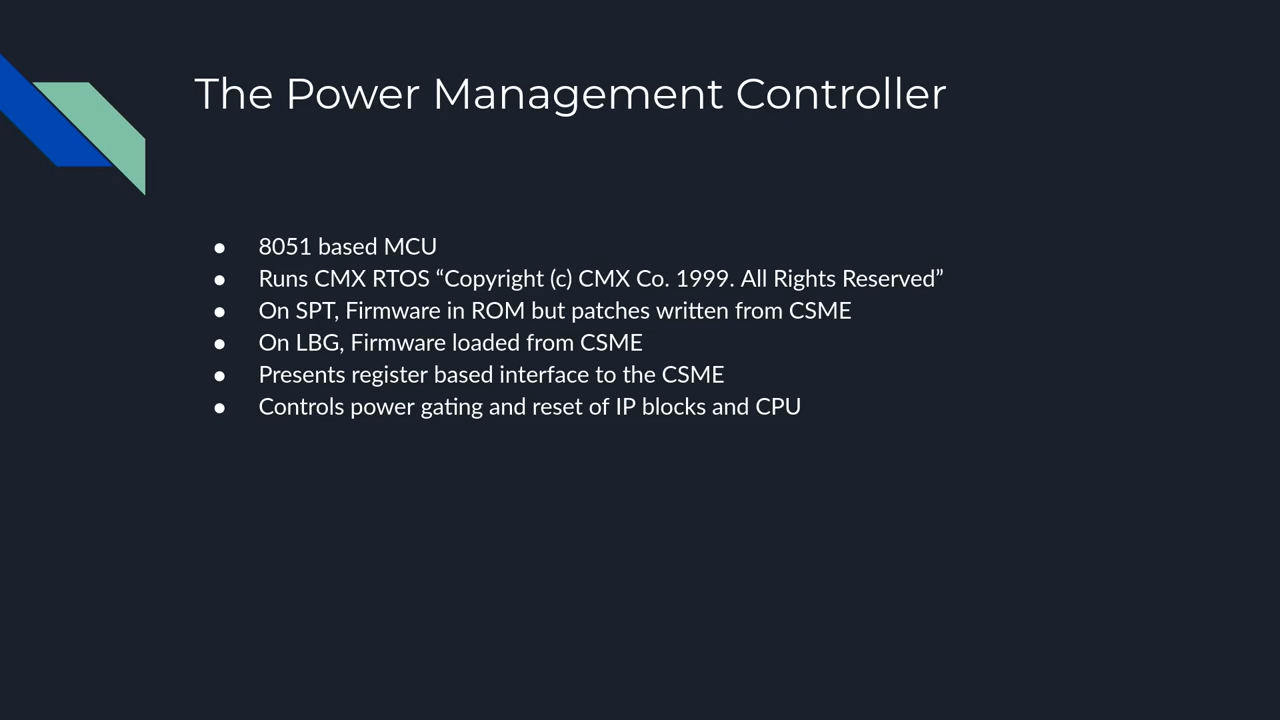 The Power Management Controller
● 8051 based MCU
● Runs CMX RTOS “Copyright (c) CMX Co. 1999. All Rights Reserved”
● On SPT, Firmware in ROM but patches written from CSME
● On LBG, Firmware loaded from CSME
● Presents register based interface to the CSME
● Controls power gating and reset of IP blocks and CPU